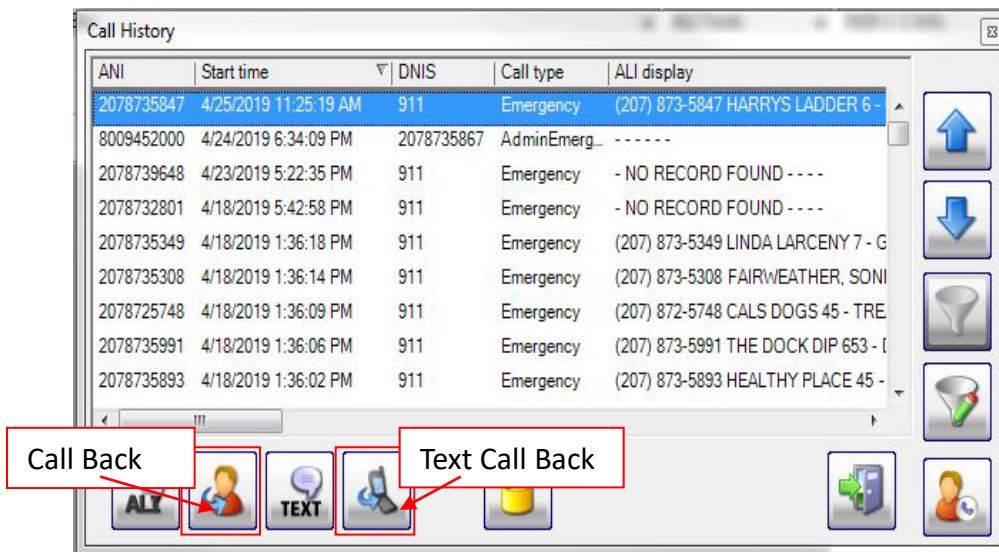 Call History
ANI Start time DNIS Call type ALI display
2078735847 4/25/2019 11:25:19 AM 911 Emergency (207) 873-5847 HARRYS LADDER 6 -
8009452000 4/24/2019 6:34:09 PM 2078735867 AdminEmerg... - - - - - -
2078739648 4/23/2019 5:22:35 PM 911 Emergency - NO RECORD FOUND - - - -
2078732801 4/18/2019 5:42:58 PM 911 Emergency - NO RECORD FOUND - - - -
2078735349 4/18/2019 1:36:18 PM 911 Emergency (207) 873-5349 LINDA LARCENY 7 - G
2078735308 4/18/2019 1:36:14 PM 911 Emergency (207) 873-5308 FAIRWEATHER, SONI
2078725748 4/18/2019 1:36:09 PM 911 Emergency (207) 872-5748 CALS DOGS 45 - TRE
2078735991 4/18/2019 1:36:06 PM 911 Emergency (207) 873-5991 THE DOCK DIP 653 -
2078735893 4/18/2019 1:36:02 PM 911 Emergency (207) 873-5893 HEALTHY PLACE 45 -
Call Back
Text Call Back
ALI
TEXT